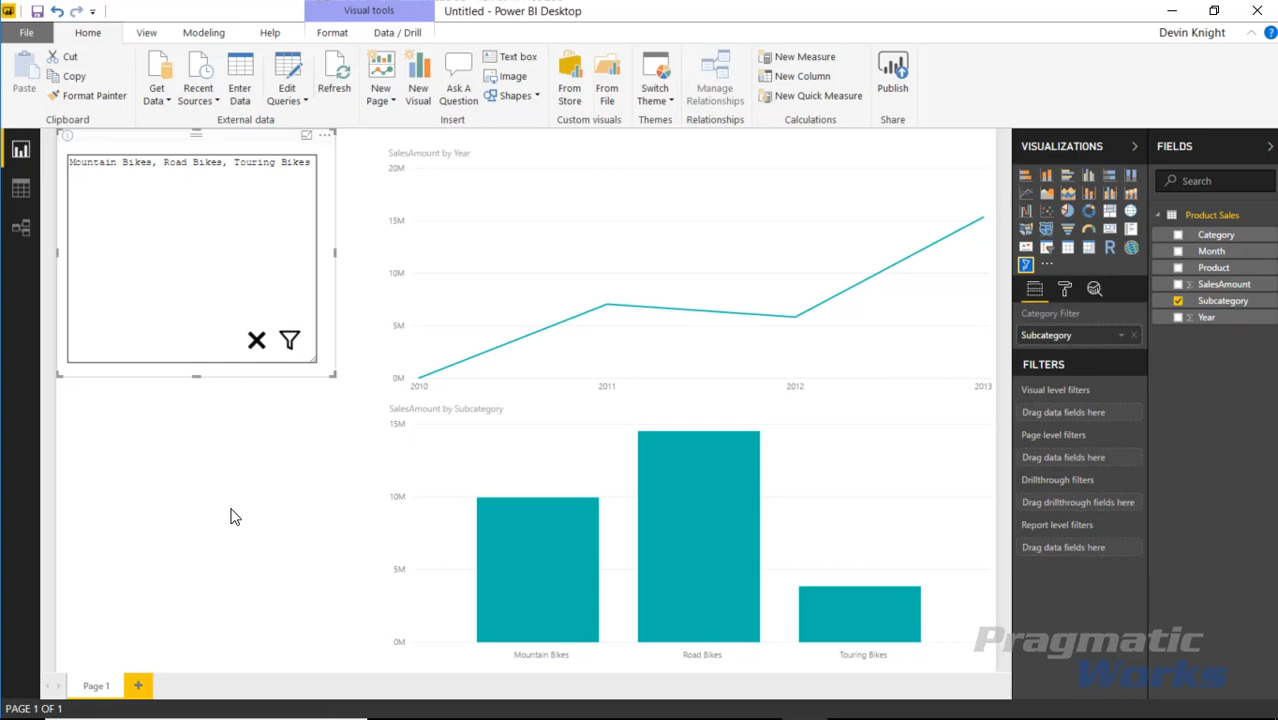 Visual tools
Untitled - Power BI Desktop
File
Home
View
Modeling
Help
Format
Data / Drill
Devin Knight
?
Paste
Cut
Copy
Format Painter
Clipboard
Get Data
Recent Sources
Enter Data
Edit Queries
Refresh
External data
New Page
New Visual
Ask A Question
Text box
Image
Shapes
Insert
From Store
From File
Custom visuals
Switch Theme
Themes
Manage Relationships
Relationships
New Measure
New Column
New Quick Measure
Calculations
Publish
Share
Mountain Bikes, Road Bikes, Touring Bikes
SalesAmount by Year
20M
15M
10M
5M
0M
2010
2011
2012
2013
SalesAmount by Subcategory
15M
10M
5M
0M
Mountain Bikes
Road Bikes
Touring Bikes
VISUALIZATIONS
R
Category Filter
Subcategory
FILTERS
Visual level filters
Drag data fields here
Page level filters
Drag data fields here
Drillthrough filters
Drag drillthrough fields here
Report level filters
Drag data fields here
FIELDS
Search
Product Sales
Category
Month
Product
Σ SalesAmount
Subcategory
Σ Year
Pragmatic
Works
Page 1
PAGE 1 OF 1